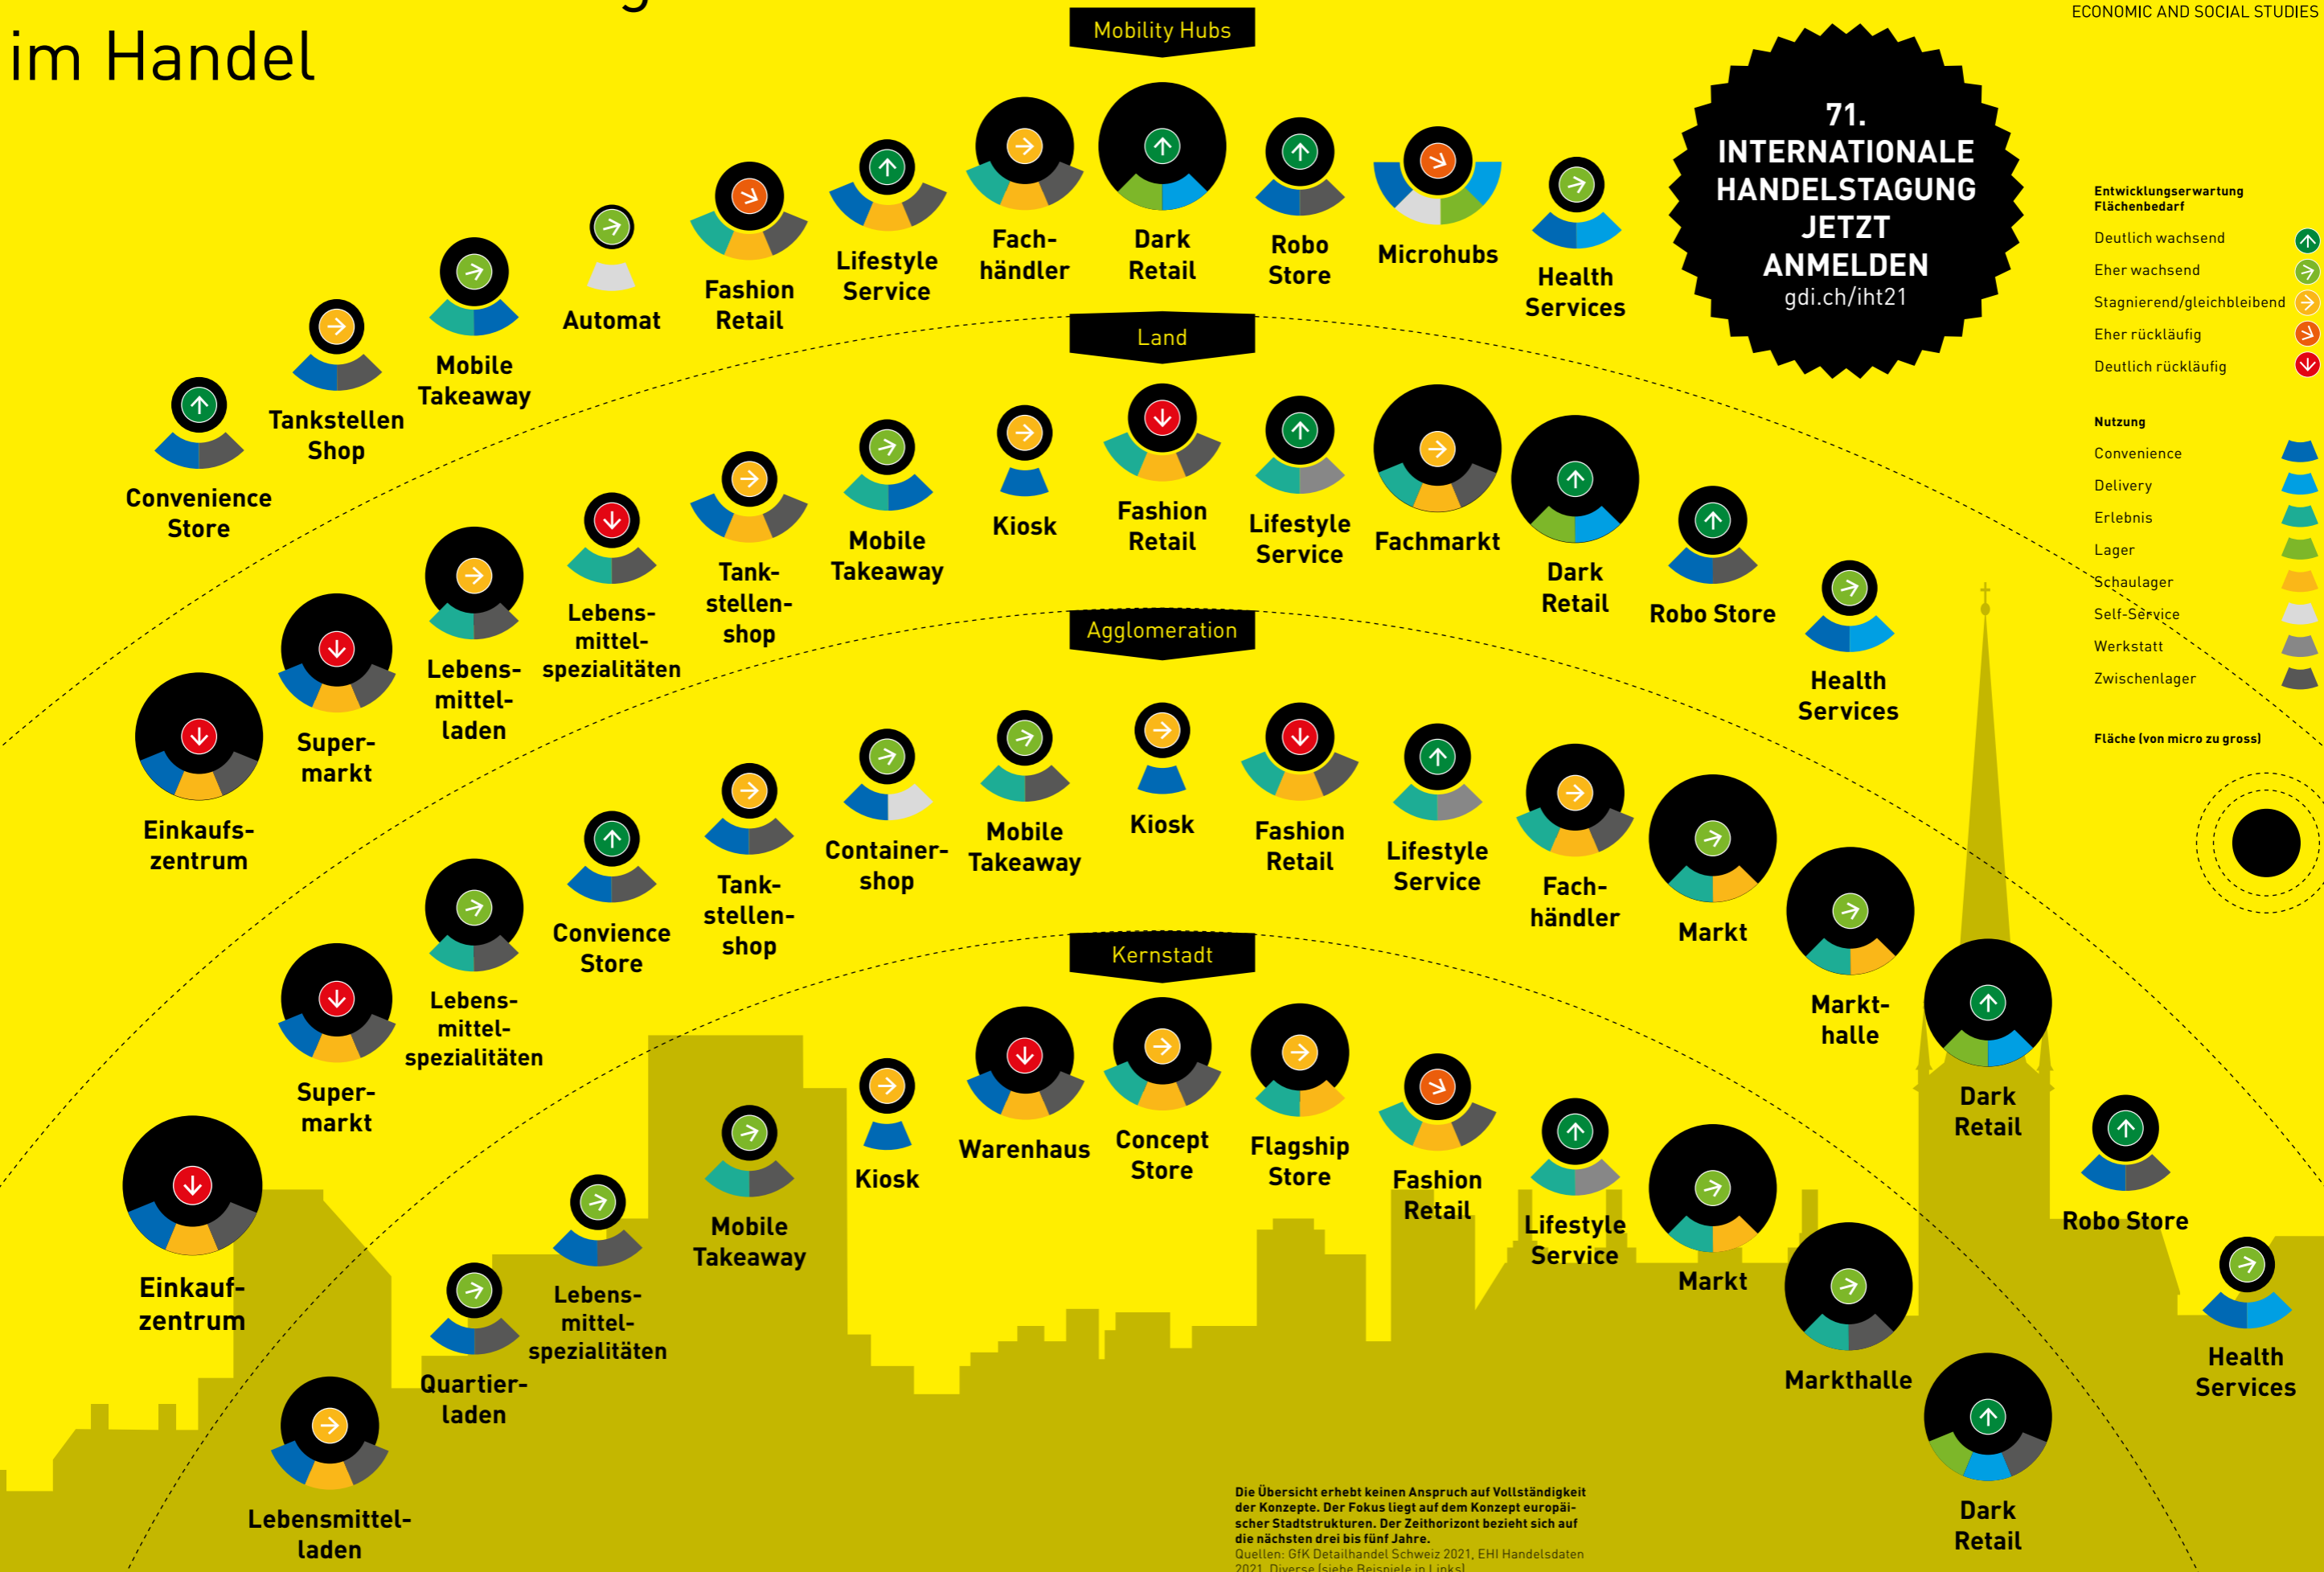 im Handel
ECONOMIC AND SOCIAL STUDIES
Mobility Hubs
Convenience
Store
Tankstellen
Shop
Mobile
Takeaway
Automat
Fashion
Retail
Lifestyle
Service
Fach-
händler
Dark
Retail
Robo
Store
Microhubs
Health
Services
71.
INTERNATIONALE
HANDELSTAGUNG
JETZT
ANMELDEN
gdi.ch/iht21
Entwicklungserwartung
Flächenbedarf
Deutlich wachsend
Eher wachsend
Stagnierend/gleichbleibend
Eher rückläufig
Deutlich rückläufig
Nutzung
Convenience
Delivery
Erlebnis
Lager
Schaulager
Self-Service
Werkstatt
Zwischenlager
Fläche (von micro zu gross)
Land
Einkaufs-
zentrum
Super-
markt
Lebens-
mittel-
laden
Lebens-
mittel-
spezialitäten
Tank-
stellen-
shop
Mobile
Takeaway
Kiosk
Fashion
Retail
Lifestyle
Service
Fachmarkt
Dark
Retail
Robo Store
Health
Services
Agglomeration
Einkauf-
zentrum
Super-
markt
Lebens-
mittel-
spezialitäten
Convience
Store
Tank-
stellen-
shop
Container-
shop
Mobile
Takeaway
Kiosk
Fashion
Retail
Lifestyle
Service
Fach-
händler
Markt
Markt-
halle
Dark
Retail
Robo Store
Health
Services
Kernstadt
Lebensmittel-
laden
Quartier-
laden
Lebens-
mittel-
spezialitäten
Mobile
Takeaway
Kiosk
Warenhaus
Concept
Store
Flagship
Store
Fashion
Retail
Lifestyle
Service
Markt
Markthalle
Dark
Retail
Die Übersicht erhebt keinen Anspruch auf Vollständigkeit
der Konzepte. Der Fokus liegt auf dem Konzept europäi-
scher Stadtstrukturen. Der Zeithorizont bezieht sich auf
die nächsten drei bis fünf Jahre.
Quellen: GfK Detailhandel Schweiz 2021, EHI Handelsdaten
2021, Diverse (siehe Beispiele in Links)